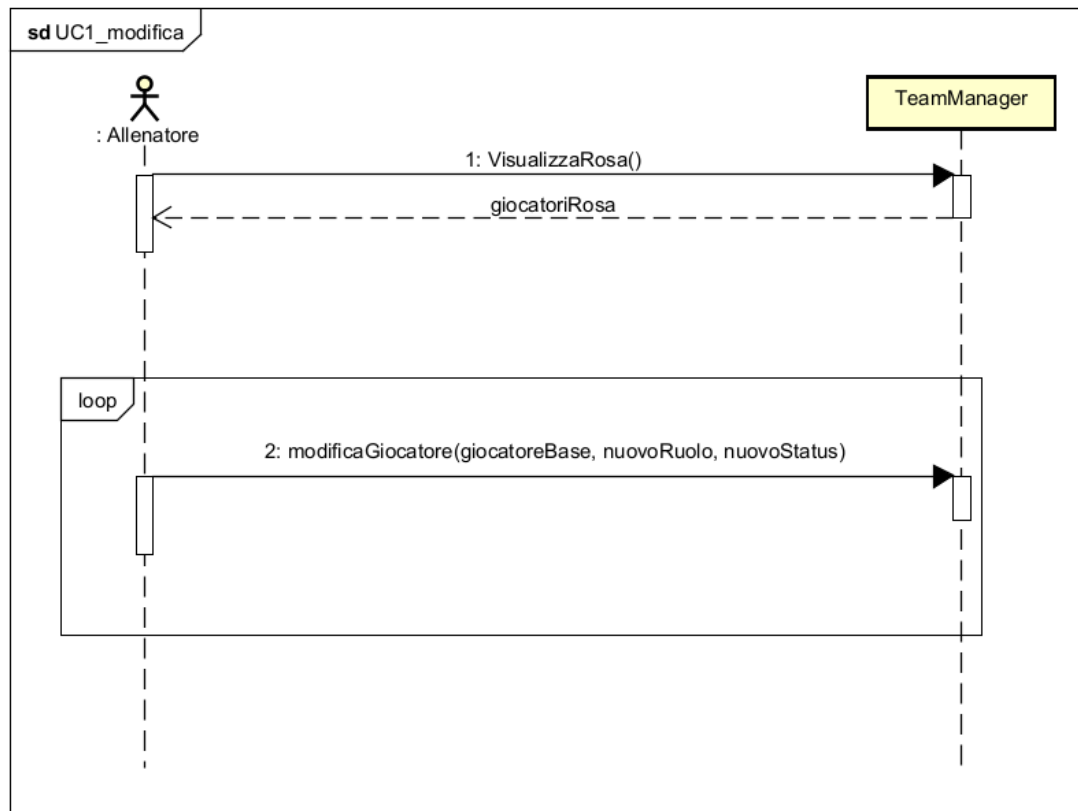 sd UC1_modifica
: Allenatore
TeamManager
1: VisualizzaRosa()
giocatoriRosa
loop
2: modificaGiocatore(giocatoreBase, nuovoRuolo, nuovoStatus)